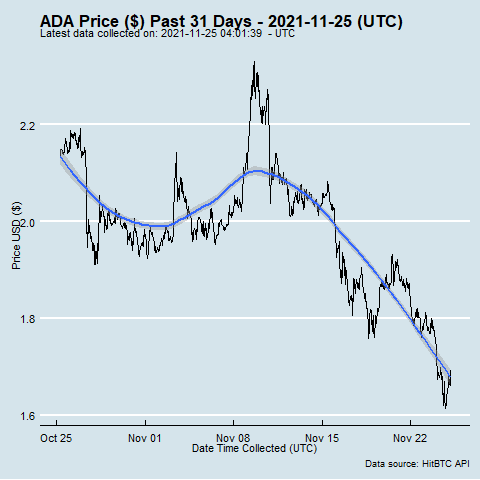 ADA Price ($) Past 31 Days - 2021-11-25 (UTC)
Latest data collected on: 2021-11-25 04:01:39 - UTC
Price USD ($)
2.2
2.0
1.8
1.6
Oct 25 Nov 01 Nov 08 Nov 15 Nov 22
Date Time Collected (UTC)
Data source: HitBTC API